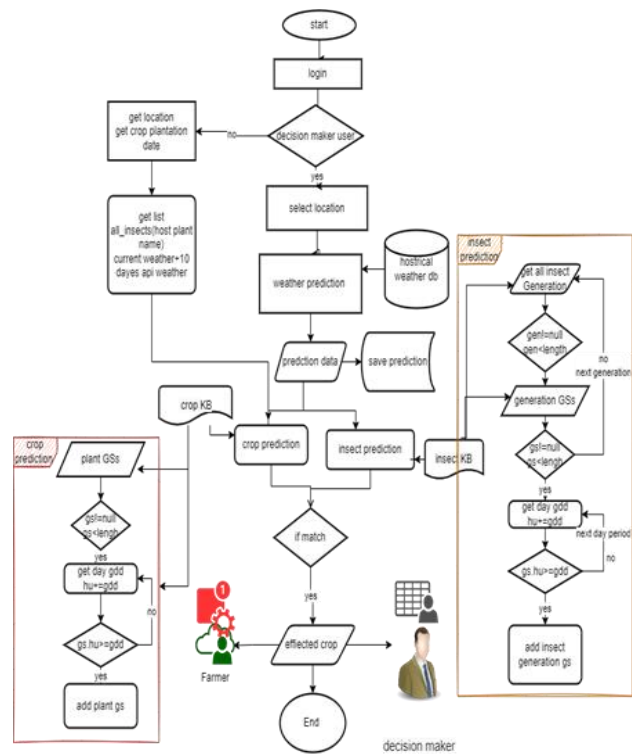 start
login
get location
get crop plantation
date
no
decision maker user
yes
get list
all_insects(host plant
name)
current weather+10
dayes api weather
select location
weather prediction
hostrical
weather db
predction data
save prediction
crop KB
crop prediction
insect prediction
insect KB
if match
yes
effected crop
End
1
Farmer
decision maker
crop
prediction
plant GSs
gs!=null
gs<lengh
yes
get day gdd
hu+=gdd
no
gs.hu>=gdd
yes
add plant gs
insect
prediction
get all insect
Generation
gen!=null
gen<length
no
next generation
generation GSs
gs!=null
gs<lengh
yes
get day gdd
hu+=gdd
next day period
no
gs.hu>=gdd
yes
add insect
generation gs